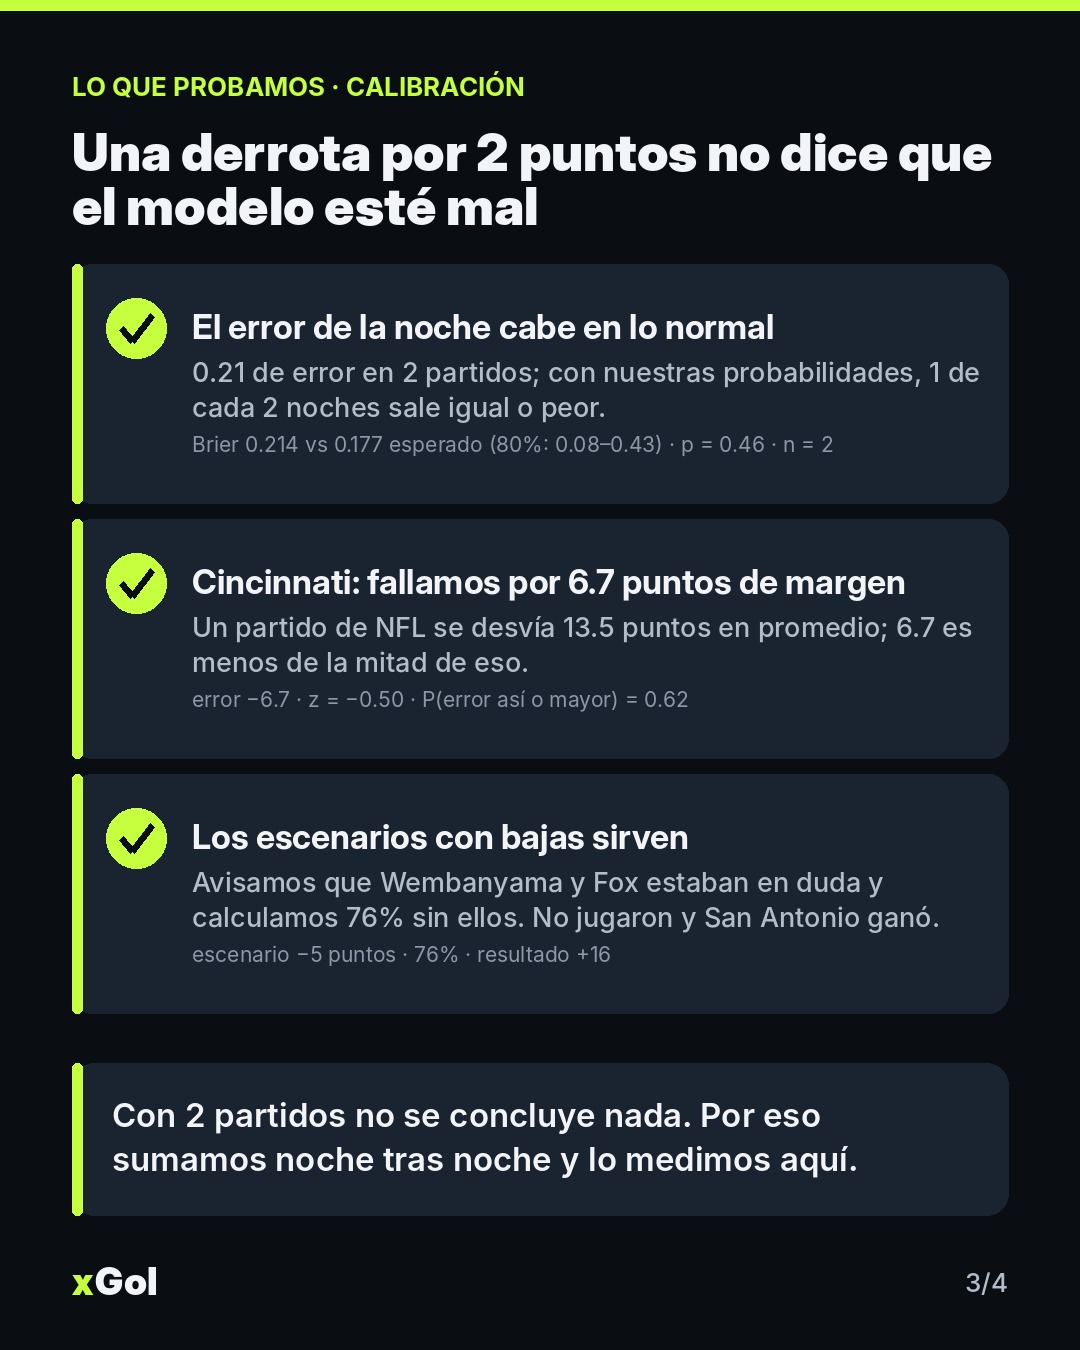 LO QUE PROBAMOS · CALIBRACIÓN
Una derrota por 2 puntos no dice que
el modelo esté mal
El error de la noche cabe en lo normal
0.21 de error en 2 partidos; con nuestras probabilidades, 1 de
cada 2 noches sale igual o peor.
Brier 0.214 vs 0.177 esperado (80%: 0.08–0.43) · p = 0.46 · n = 2
Cincinnati: fallamos por 6.7 puntos de margen
Un partido de NFL se desvía 13.5 puntos en promedio; 6.7 es
menos de la mitad de eso.
error −6.7 · z = −0.50 · P(error así o mayor) = 0.62
Los escenarios con bajas sirven
Avisamos que Wembanyama y Fox estaban en duda y
calculamos 76% sin ellos. No jugaron y San Antonio ganó.
escenario −5 puntos · 76% · resultado +16
Con 2 partidos no se concluye nada. Por eso
sumamos noche tras noche y lo medimos aquí.
xGol
3/4